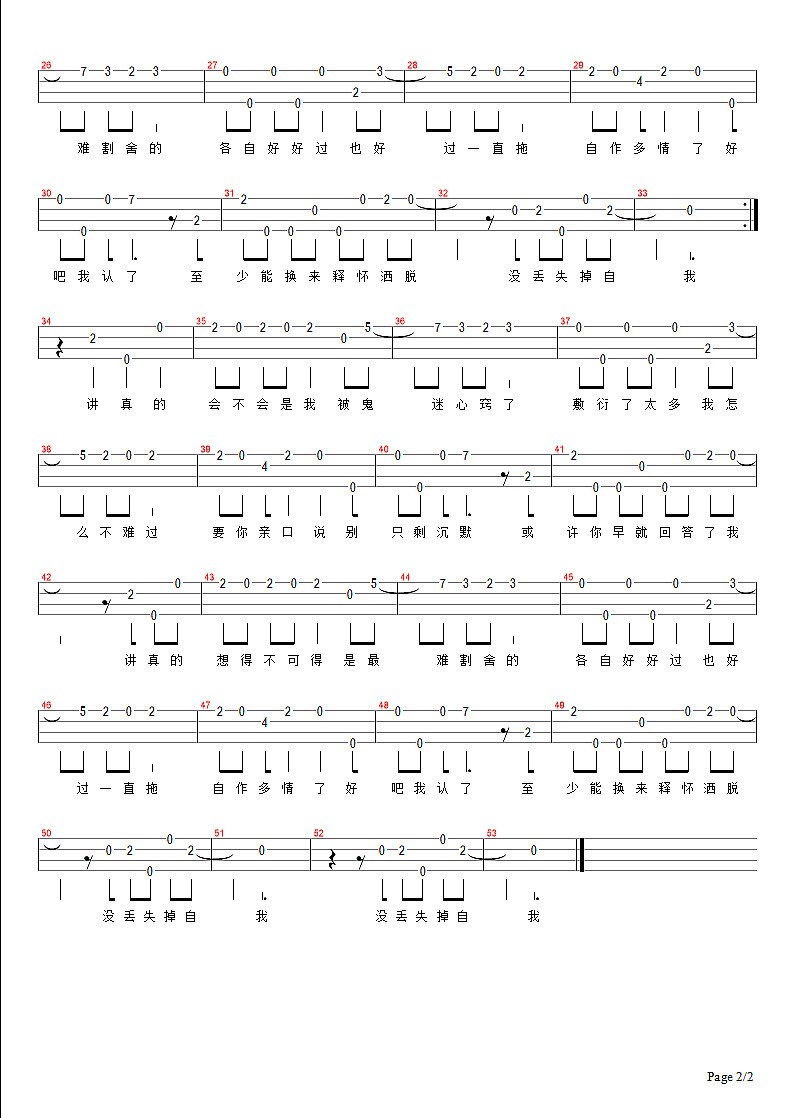 26 27 28 29
7 3 2 3 0 0 0 3 5 2 0 2 2 0 2 0
4
2
0 0 0
难割舍的 各自好好过 也好 过一直拖 自作多情 了 好
30 31 32 33
0 0 7 2 0 2 0 0
0 0 2 2 0
2
0 0 0 0 0
吧我认了 至 少能换来释怀洒脱 没丢失掉自 我
34 35 36 37
0 2 0 2 0 2 5 7 3 2 3 0 0 0 3
2 0
2
0 0 0
讲 真 的 会不会是我 被鬼 迷心窍了 敷衍了太多 我怎
38 39 40 41
5 2 0 2 2 0 2 0 0 0 7 2 0 2 0
4 0
2
0 0 0 0 0
么不难过 要你亲口 说 别 只剩沉默 或 许你早就回答了我
42 43 44 45
0 2 0 2 0 2 5 7 3 2 3 0 0 0 3
2 0
2
0 0 0
讲真的 想得不可得 是最 难割舍的 各自好好过 也好
46 47 48 49
5 2 0 2 2 0 2 0 0 0 7 2 0 2 0
4 0
2
0 0 0 0 0
过一直拖 自作多情 了 好 吧我认了 至 少能换来释怀洒脱
50 51 52 53
0 0
0 2 2 0 0 2 2 0
0 0
没丢失掉自 我 没丢失掉自 我
Page 2/2